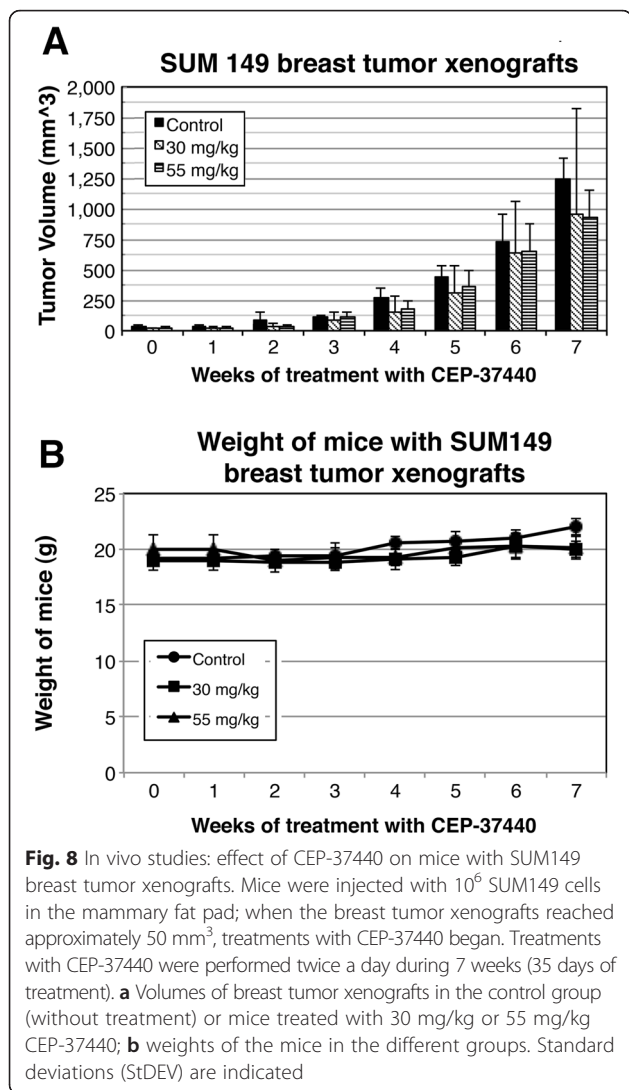 A
SUM 149 breast tumor xenografts
Tumor Volume (mm^3)
2,000
1,750
1,500
1,250
1,000
750
500
250
0
Control
30 mg/kg
55 mg/kg
0 1 2 3 4 5 6 7
Weeks of treatment with CEP-37440
B
Weight of mice with SUM149
breast tumor xenografts
Weight of mice (g)
25
20
15
10
5
0
Control
30 mg/kg
55 mg/kg
0 1 2 3 4 5 6 7
Weeks of treatment with CEP-37440
Fig. 8 In vivo studies: effect of CEP-37440 on mice with SUM149
breast tumor xenografts. Mice were injected with 10⁶ SUM149 cells
in the mammary fat pad; when the breast tumor xenografts reached
approximately 50 mm³, treatments with CEP-37440 began. Treatments
with CEP-37440 were performed twice a day during 7 weeks (35 days of
treatment). a Volumes of breast tumor xenografts in the control group
(without treatment) or mice treated with 30 mg/kg or 55 mg/kg
CEP-37440; b weights of the mice in the different groups. Standard
deviations (StDEV) are indicated